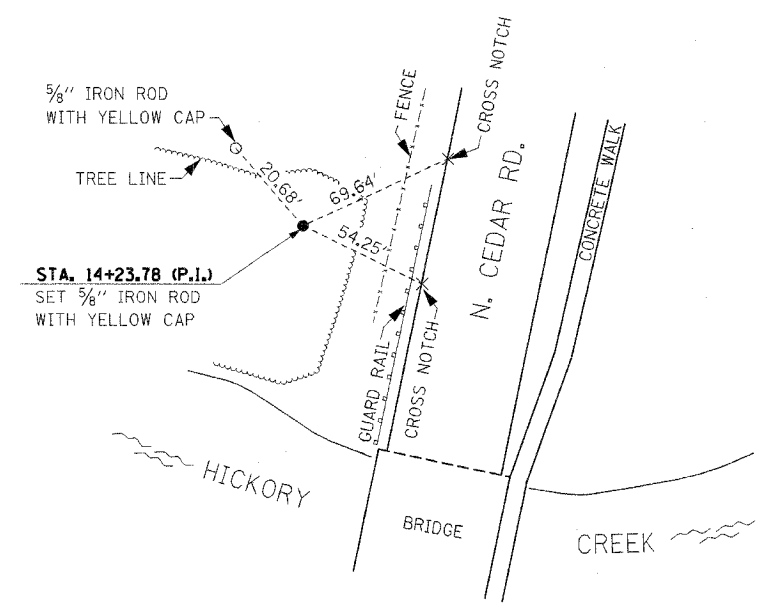 ⅝" IRON ROD
WITH YELLOW CAP
TREE LINE
20.68'
69.64'
54.25'
FENCE
CROSS NOTCH
N. CEDAR RD.
CONCRETE WALK
STA. 14+23.78 (P.I.)
SET ⅝" IRON ROD
WITH YELLOW CAP
GUARD RAIL
CROSS NOTCH
HICKORY
BRIDGE
CREEK